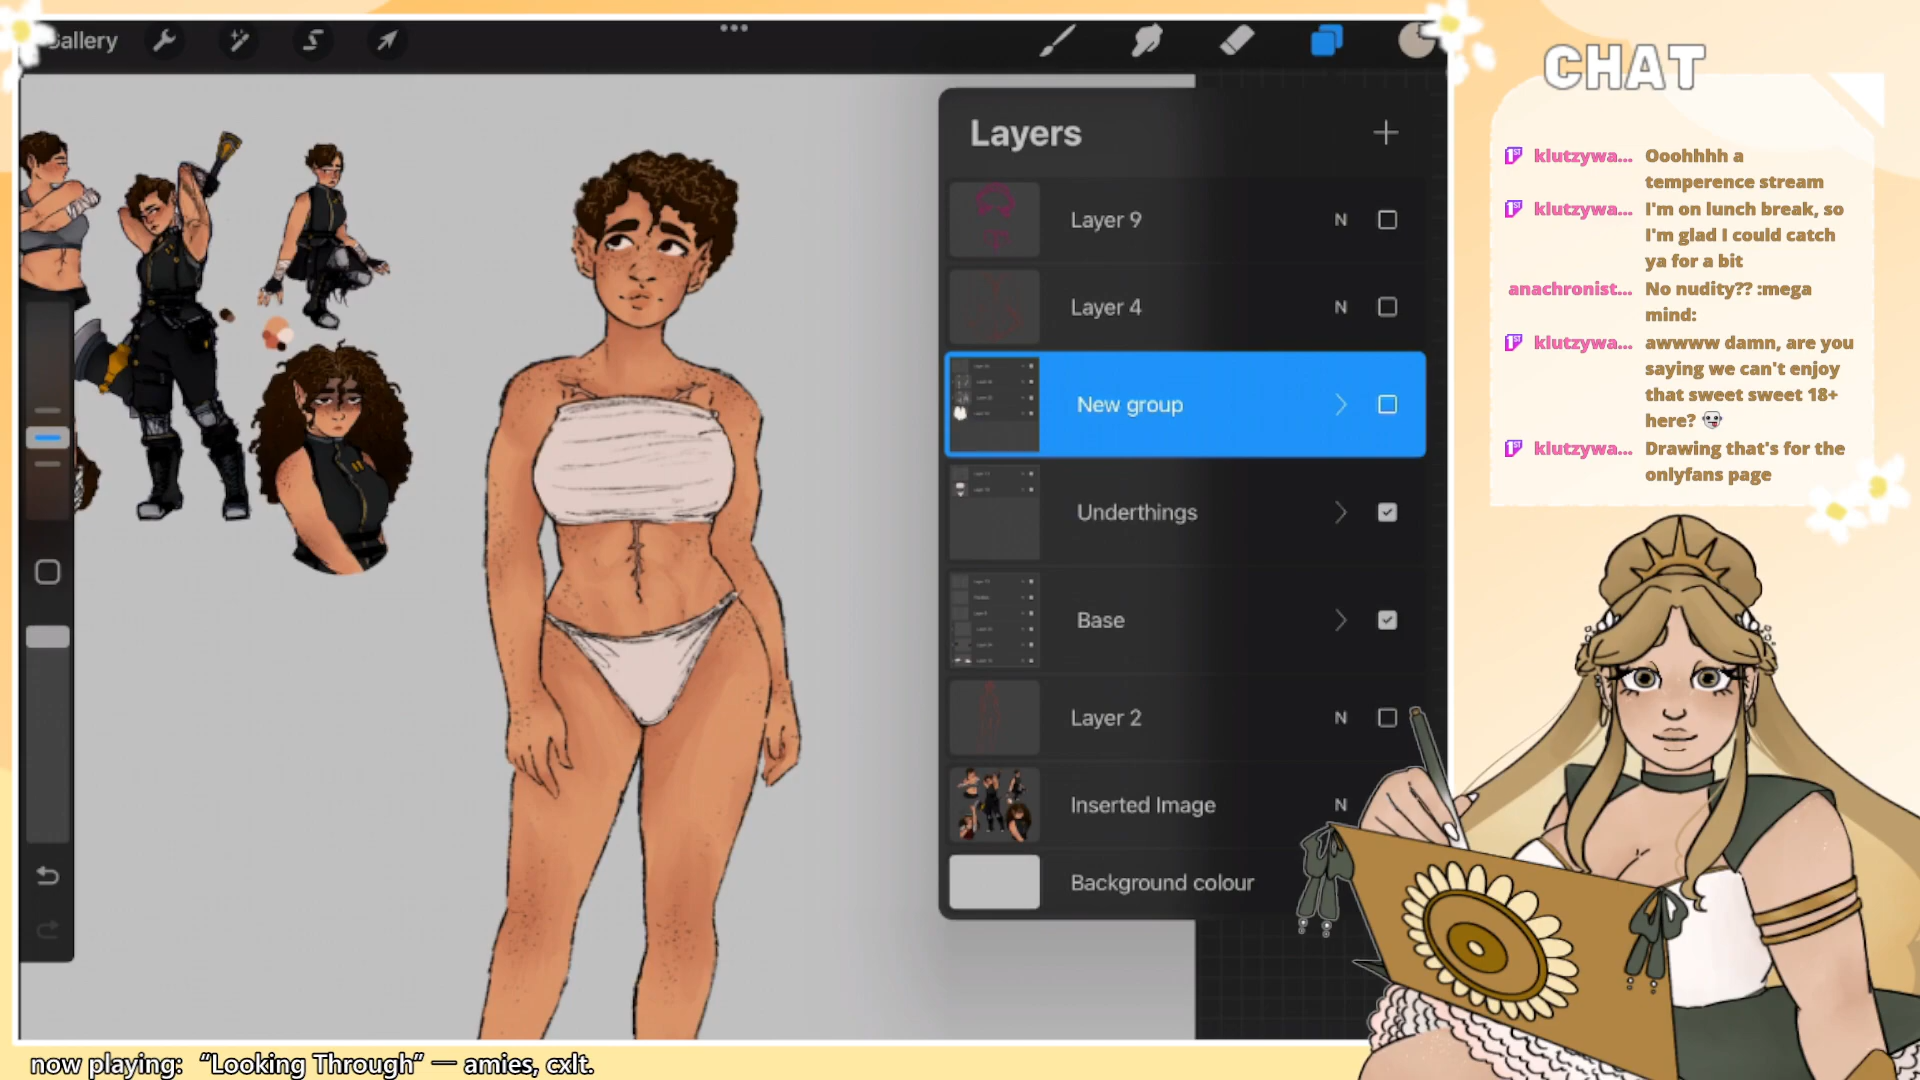 Gallery
Layers
Layer 9 N
Layer 4 N
New group
Underthings
Base
Layer 2 N
Inserted Image N
Background colour
CHAT
klutzywa... Ooohhhh a
temperence stream
klutzywa... I'm on lunch break, so
I'm glad I could catch
ya for a bit
anachronist... No nudity?? :mega
mind:
klutzywa... awwww damn, are you
saying we can't enjoy
that sweet sweet 18+
here?
klutzywa... Drawing that's for the
onlyfans page
now playing: "Looking Through" — amies, cxlt.